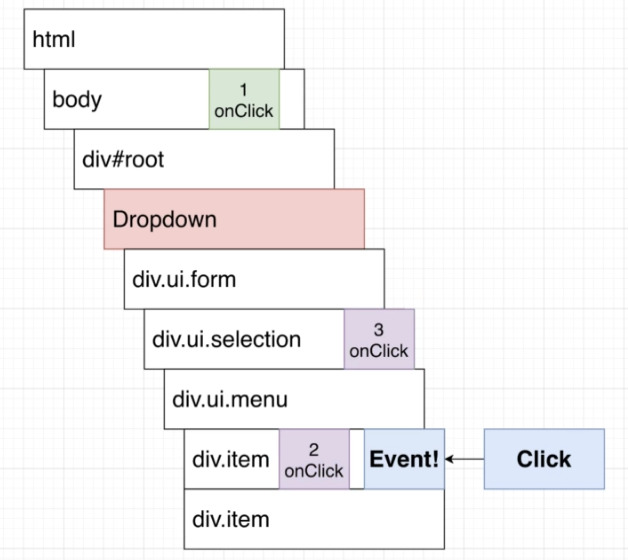 html
body
1
onClick
div#root
Dropdown
div.ui.form
div.ui.selection
3
onClick
div.ui.menu
div.item
2
onClick
Event!
Click
div.item